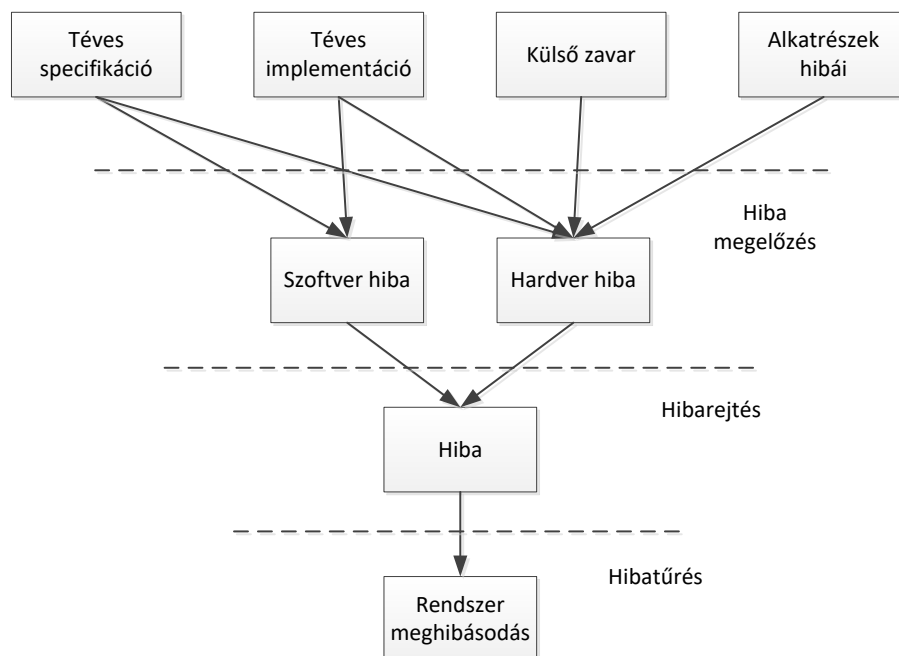 Téves
specifikáció
Téves
implementáció
Külső zavar
Alkatrészek
hibái
Hiba
megelőzés
Szoftver hiba
Hardver hiba
Hibarejtés
Hiba
Hibatűrés
Rendszer
meghibásodás